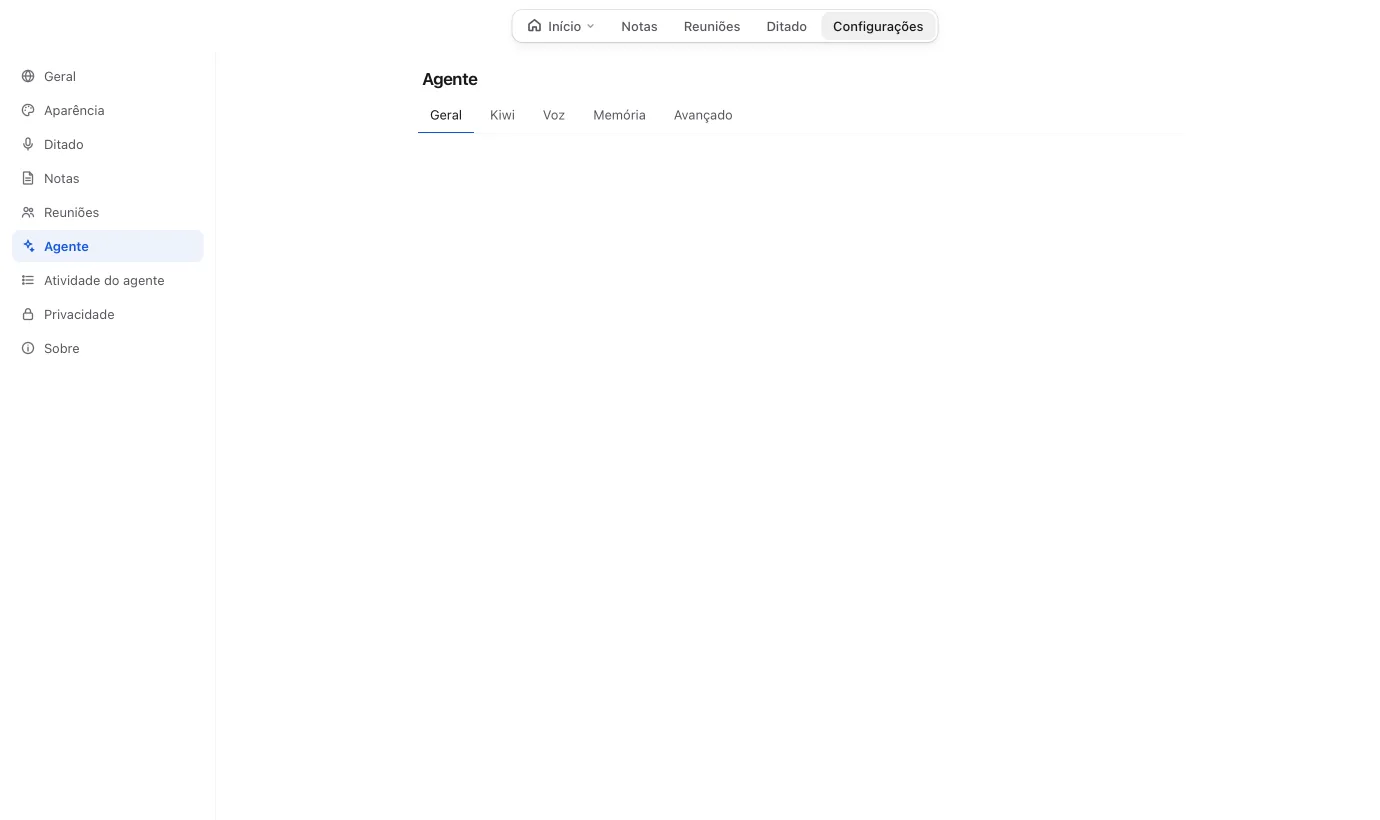 Início
Notas
Reuniões
Ditado
Configurações
Geral
Aparência
Ditado
Notas
Reuniões
Agente
Atividade do agente
Privacidade
Sobre
Agente
Geral
Kiwi
Voz
Memória
Avançado